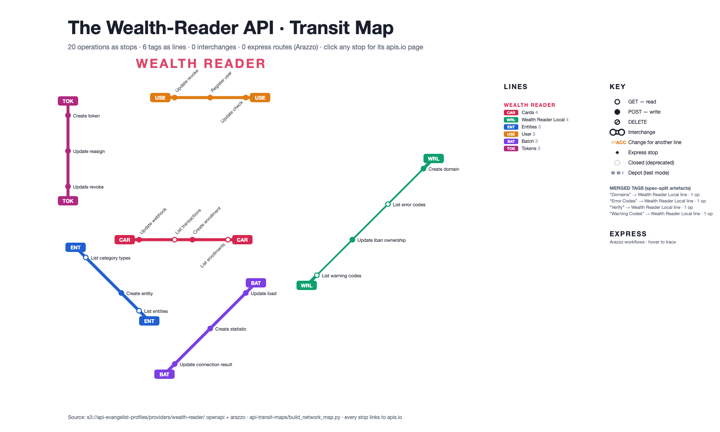 The Wealth-Reader API · Transit Map
20 operations as stops · 6 tags as lines · 0 interchanges · 0 express routes (Arazzo) · click any stop for its apis.io page
WEALTH READER
TOK
Create token
Update reassign
Update revoke
TOK
USE
Update revoke
Register user
Update check
USE
WRL
Create domain
List error codes
Update iban ownership
List warning codes
WRL
CAR
Update webhook
List transactions
Create enrollment
List enrollments
CAR
ENT
List category types
Create entity
List entities
ENT
BAT
Update load
Create statistic
Update connection result
BAT
LINES
WEALTH READER
CAR Cards 4
WRL Wealth Reader Local 4
ENT Entities 3
USE User 3
BAT Batch 3
TOK Tokens 3
KEY
GET — read
POST — write
DELETE
Interchange
Change for another line
Express stop
Closed (deprecated)
Depot (test mode)
MERGED TAGS (spec-split artefacts)
"Domains" → Wealth Reader Local line · 1 op
"Error Codes" → Wealth Reader Local line · 1 op
"Verify" → Wealth Reader Local line · 1 op
"Warning Codes" → Wealth Reader Local line · 1 op
EXPRESS
Arazzo workflows · hover to trace
Source: s3://api-evangelist-profiles/providers/wealth-reader/ openapi + arazzo · api-transit-maps/build_network_map.py · every stop links to apis.io